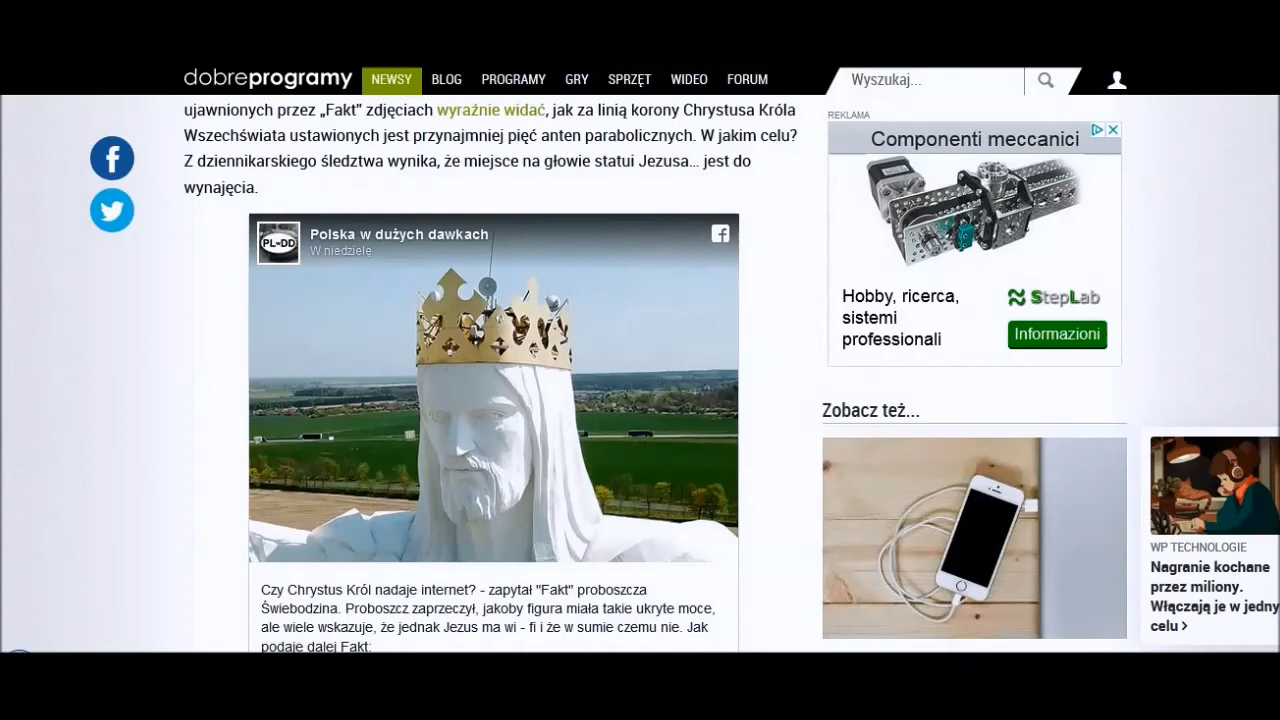 dobreprogramy
NEWSY
BLOG
PROGRAMY
GRY
SPRZĘT
WIDEO
FORUM
Wyszukaj...
ujawnionych przez „Fakt” zdjęciach wyraźnie widać, jak za linią korony Chrystusa Króla
Wszechświata ustawionych jest przynajmniej pięć anten parabolicznych. W jakim celu?
Z dziennikarskiego śledztwa wynika, że miejsce na głowie statui Jezusa... jest do
wynajęcia.
PL DD
Polska w dużych dawkach
W niedzielę
Czy Chrystus Król nadaje internet? - zapytał "Fakt" proboszcza
Świebodzina. Proboszcz zaprzeczył, jakoby figura miała takie ukryte moce,
ale wiele wskazuje, że jednak Jezus ma wi - fi i że w sumie czemu nie. Jak
podaje dalej Fakt:
REKLAMA
Componenti meccanici
Hobby, ricerca,
sistemi
professionali
StepLab
Informazioni
Zobacz też...
WP TECHNOLOGIE
Nagranie kochane
przez miliony.
Włączają je w jedny
celu >